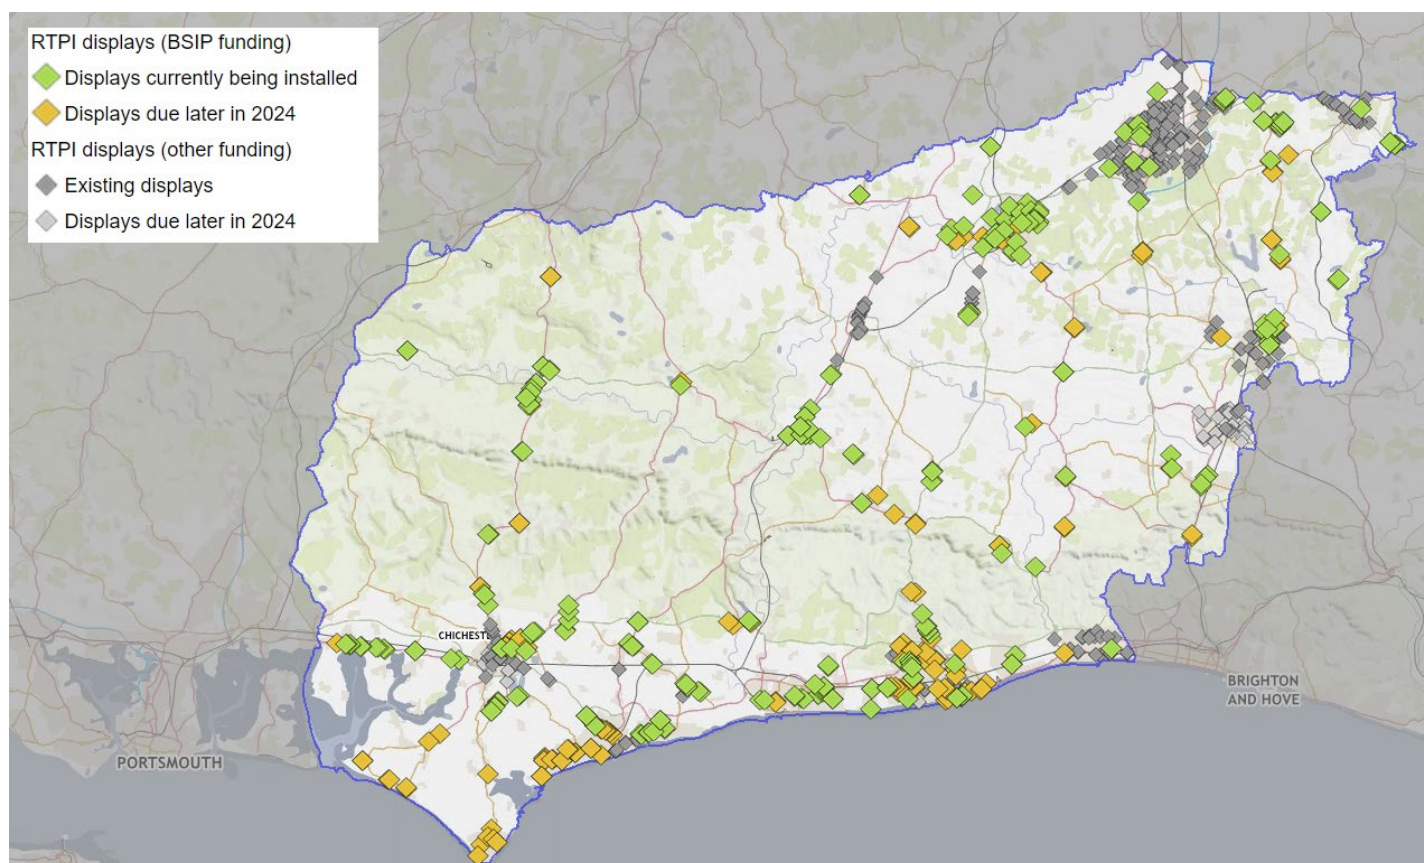 RTPI displays (BSIP funding)
Displays currently being installed
Displays due later in 2024
RTPI displays (other funding)
Existing displays
Displays due later in 2024
CHICHESTE
BRIGHTON
AND HOVE
PORTSMOUTH